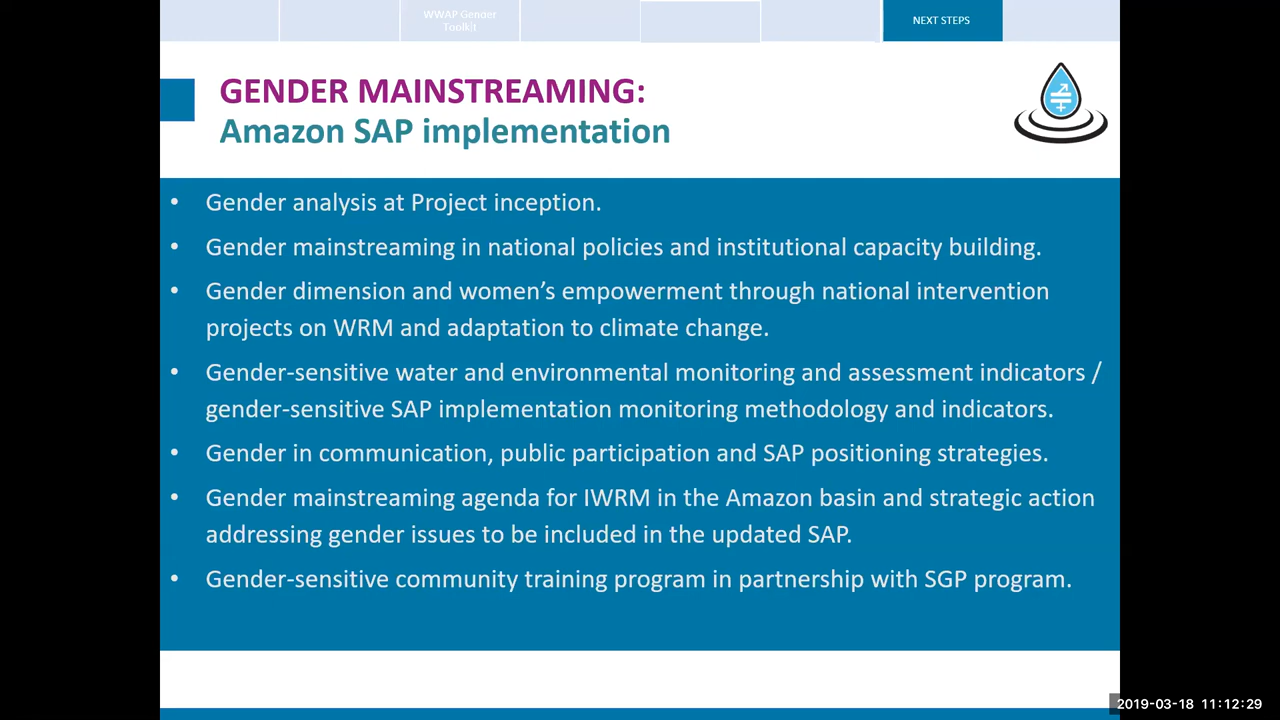 WWAP Gender
Toolkit
NEXT STEPS
GENDER MAINSTREAMING:
Amazon SAP implementation
• Gender analysis at Project inception.
• Gender mainstreaming in national policies and institutional capacity building.
• Gender dimension and women’s empowerment through national intervention
projects on WRM and adaptation to climate change.
• Gender-sensitive water and environmental monitoring and assessment indicators /
gender-sensitive SAP implementation monitoring methodology and indicators.
• Gender in communication, public participation and SAP positioning strategies.
• Gender mainstreaming agenda for IWRM in the Amazon basin and strategic action
addressing gender issues to be included in the updated SAP.
• Gender-sensitive community training program in partnership with SGP program.
2019-03-18 11:12:29